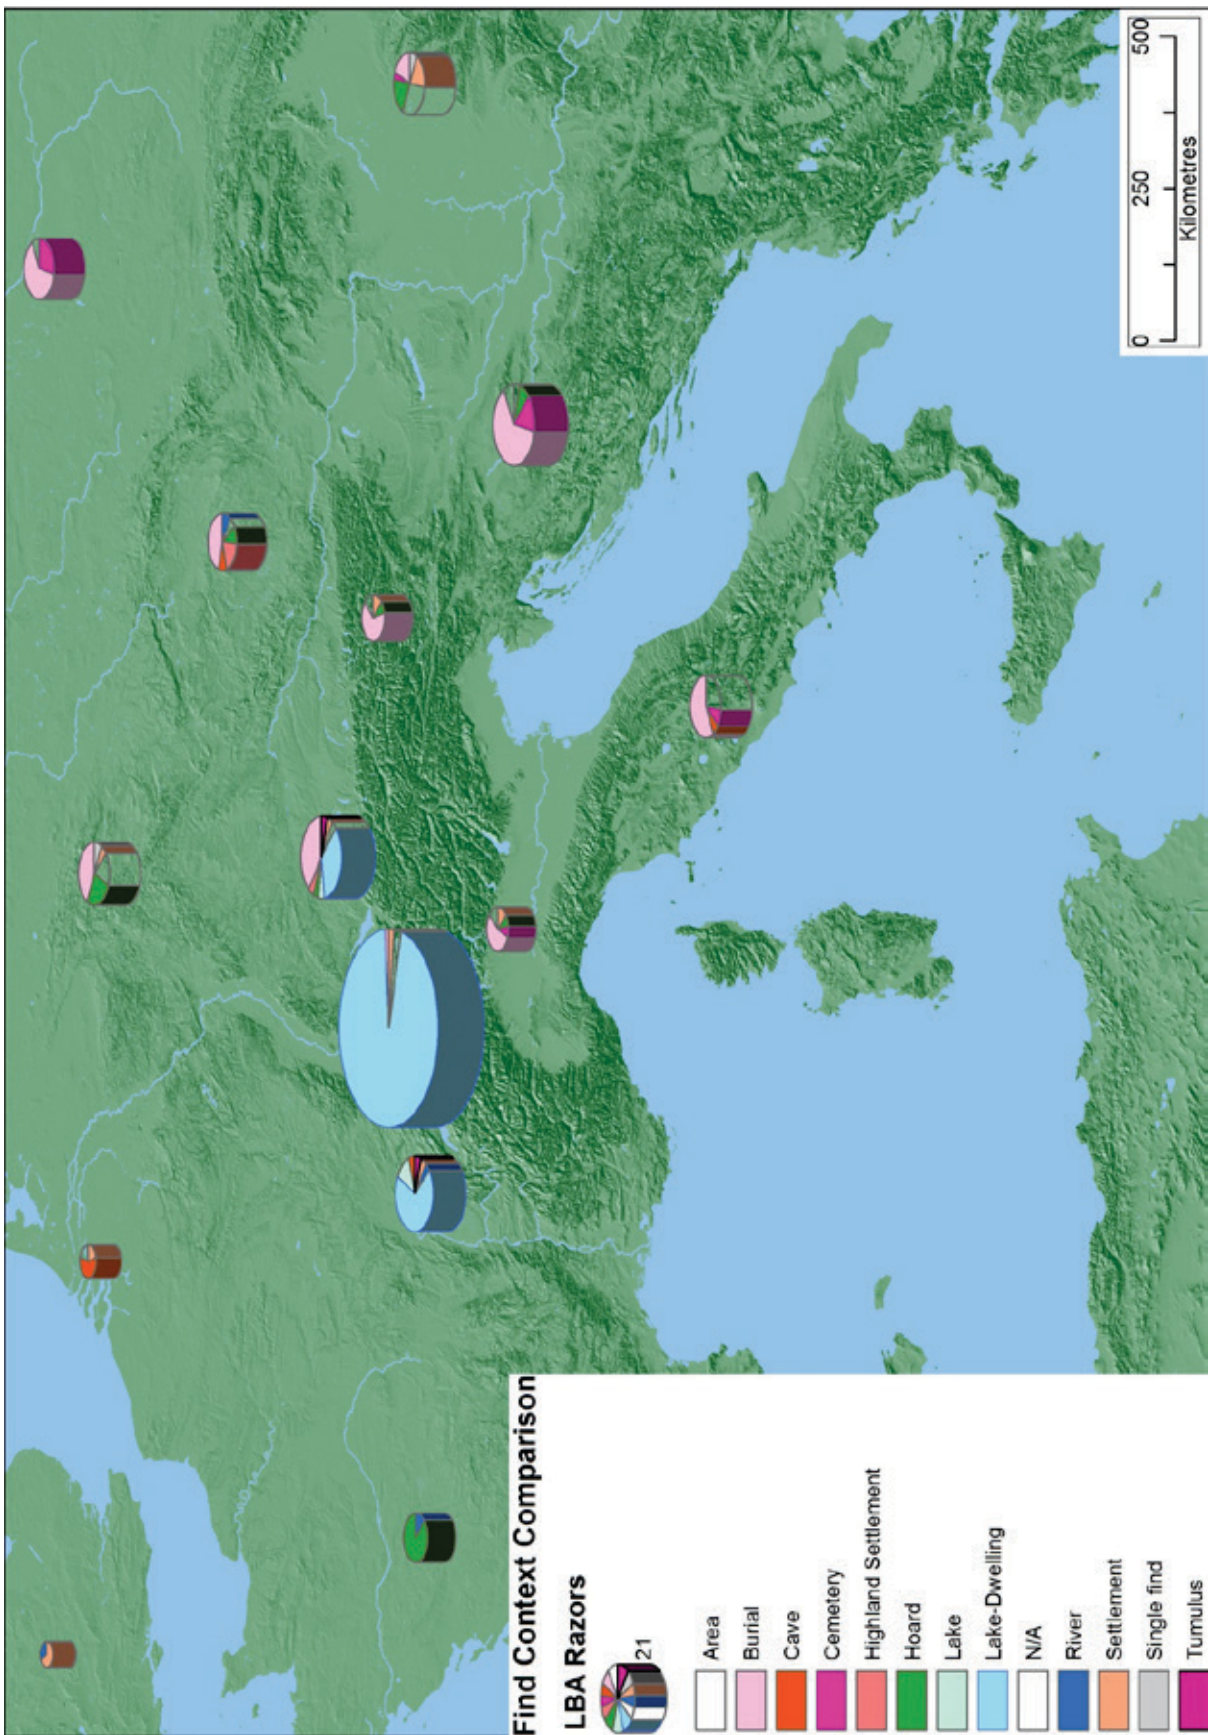 Find Context Comparison
LBA Razors
21
Area
Burial
Cave
Cemetery
Highland Settlement
Hoard
Lake
Lake-Dwelling
N/A
River
Settlement
Single find
Tumulus
0 250 500
Kilometres